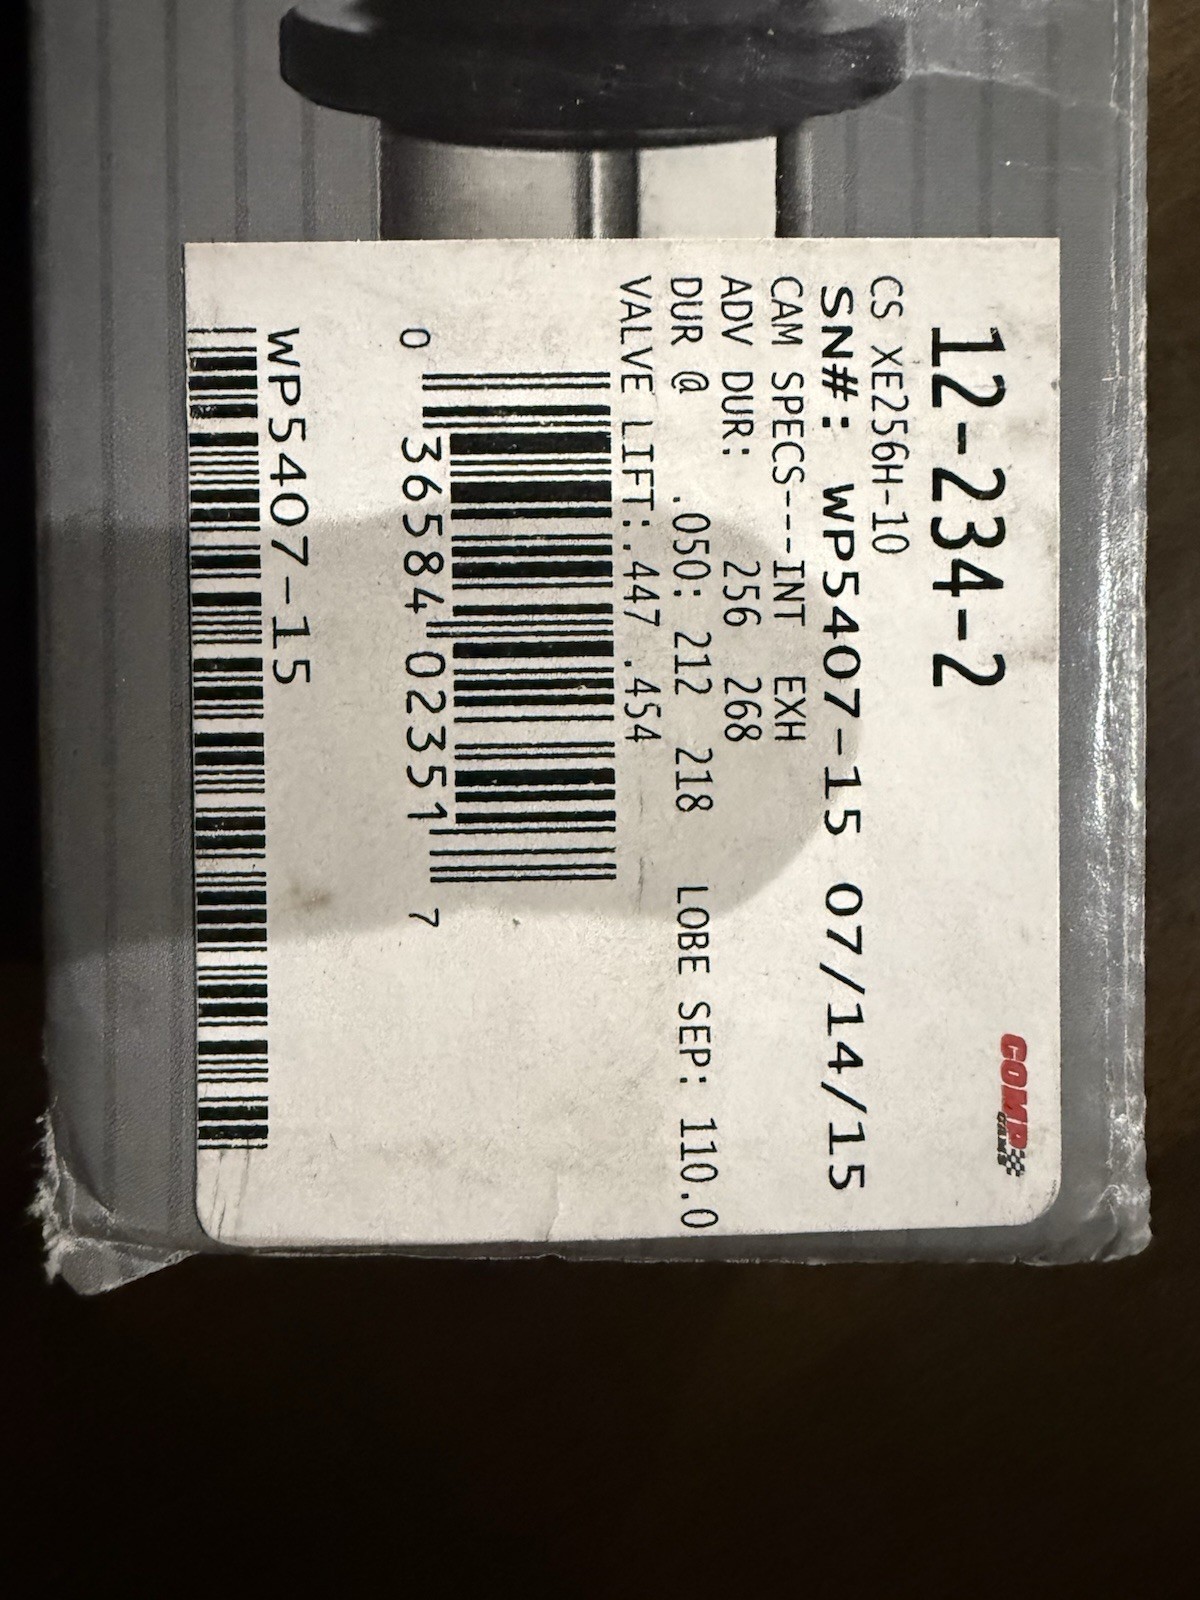 12-234-2
COMP
CAMS
CS XE256H-10
SN#: WP5407-15 07/14/15
CAM SPECS---INT EXH
ADV DUR: 256 268
DUR @ .050: 212 218 LOBE SEP: 110.0
VALVE LIFT: .447 .454
0 36584 02351 7
WP5407-15